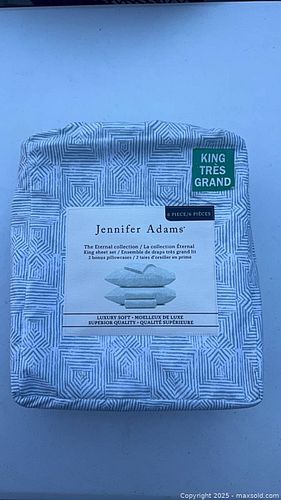 KING
TRÈS
GRAND
6 PIECE/6 PIÈCES
Jennifer Adams®
The Eternal collection / La collection Éternal
King sheet set / Ensemble de draps très grand lit
2 bonus pillowcases / 2 taies d'oreiller en prime
LUXURY SOFT • MOELLEUX DE LUXE
SUPERIOR QUALITY • QUALITÉ SUPÉRIEURE
© Copyright 2025 - maxsold.com